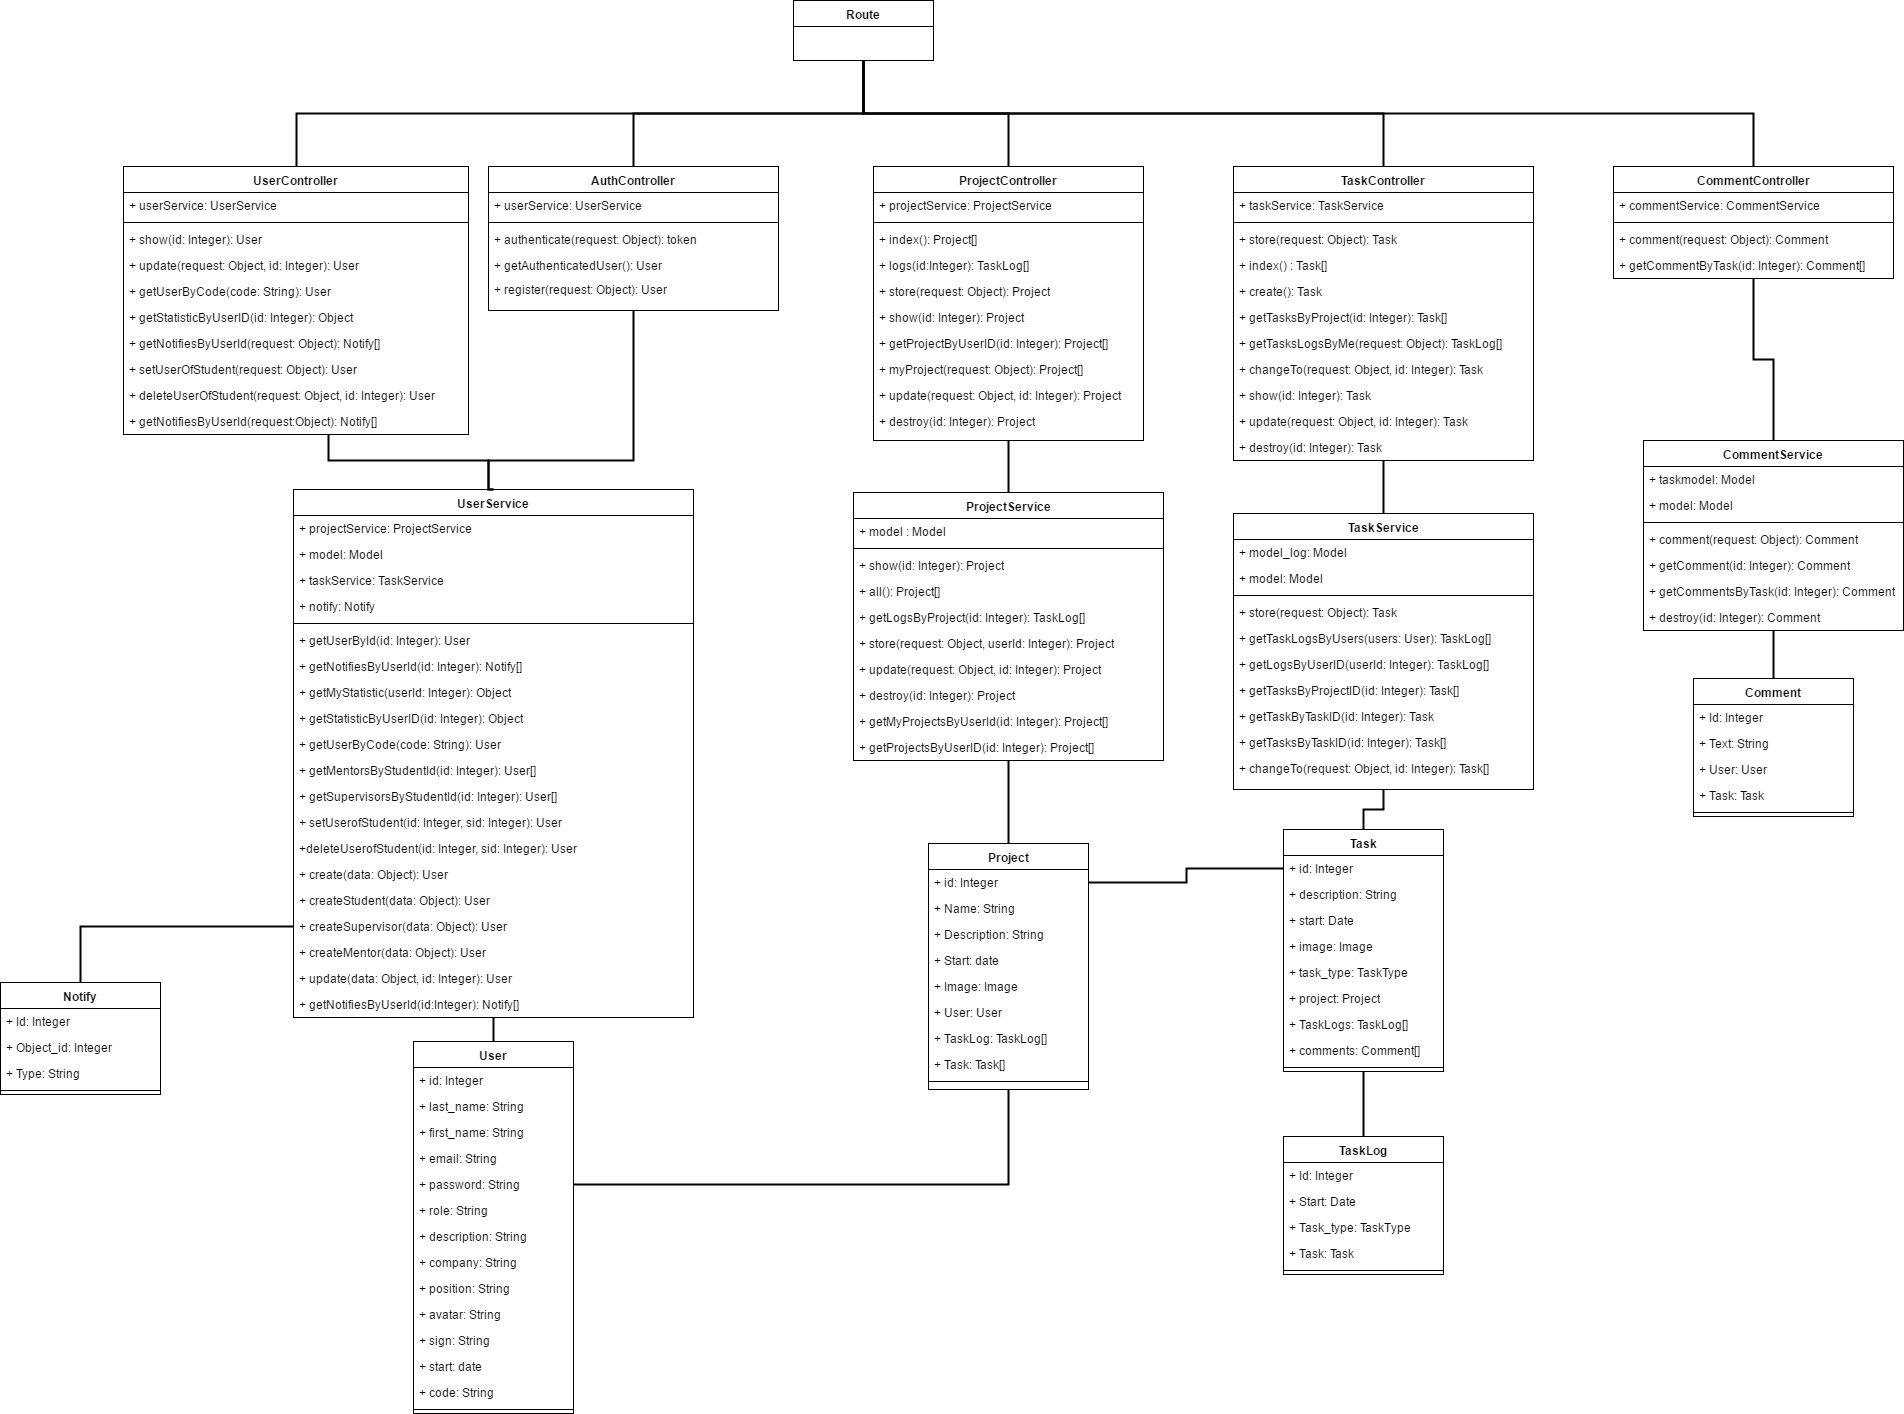 Route
UserController
+ userService: UserService
+ show(id: Integer): User
+ update(request: Object, id: Integer): User
+ getUserByCode(code: String): User
+ getStatisticByUserID(id: Integer): Object
+ getNotifiesByUserId(request: Object): Notify[]
+ setUserOfStudent(request: Object): User
+ deleteUserOfStudent(request: Object, id: Integer): User
+ getNotifiesByUserId(request:Object): Notify[]
AuthController
+ userService: UserService
+ authenticate(request: Object): token
+ getAuthenticatedUser(): User
+ register(request: Object): User
ProjectController
+ projectService: ProjectService
+ index(): Project[]
+ logs(id:Integer): TaskLog[]
+ store(request: Object): Project
+ show(id: Integer): Project
+ getProjectByUserID(id: Integer): Project[]
+ myProject(request: Object): Project[]
+ update(request: Object, id: Integer): Project
+ destroy(id: Integer): Project
TaskController
+ taskService: TaskService
+ store(request: Object): Task
+ index() : Task[]
+ create(): Task
+ getTasksByProject(id: Integer): Task[]
+ getTasksLogsByMe(request: Object): TaskLog[]
+ changeTo(request: Object, id: Integer): Task
+ show(id: Integer): Task
+ update(request: Object, id: Integer): Task
+ destroy(id: Integer): Task
CommentController
+ commentService: CommentService
+ comment(request: Object): Comment
+ getCommentByTask(id: Integer): Comment[]
UserService
+ projectService: ProjectService
+ model: Model
+ taskService: TaskService
+ notify: Notify
+ getUserById(id: Integer): User
+ getNotifiesByUserId(id: Integer): Notify[]
+ getMyStatistic(userId: Integer): Object
+ getStatisticByUserID(id: Integer): Object
+ getUserByCode(code: String): User
+ getMentorsByStudentId(id: Integer): User[]
+ getSupervisorsByStudentId(id: Integer): User[]
+ setUserofStudent(id: Integer, sid: Integer): User
+deleteUserofStudent(id: Integer, sid: Integer): User
+ create(data: Object): User
+ createStudent(data: Object): User
+ createSupervisor(data: Object): User
+ createMentor(data: Object): User
+ update(data: Object, id: Integer): User
+ getNotifiesByUserId(id:Integer): Notify[]
ProjectService
+ model : Model
+ show(id: Integer): Project
+ all(): Project[]
+ getLogsByProject(id: Integer): TaskLog[]
+ store(request: Object, userId: Integer): Project
+ update(request: Object, id: Integer): Project
+ destroy(id: Integer): Project
+ getMyProjectsByUserId(id: Integer): Project[]
+ getProjectsByUserID(id: Integer): Project[]
TaskService
+ model_log: Model
+ model: Model
+ store(request: Object): Task
+ getTaskLogsByUsers(users: User): TaskLog[]
+ getLogsByUserID(userId: Integer): TaskLog[]
+ getTasksByProjectID(id: Integer): Task[]
+ getTaskByTaskID(id: Integer): Task
+ getTasksByTaskID(id: Integer): Task[]
+ changeTo(request: Object, id: Integer): Task[]
CommentService
+ taskmodel: Model
+ model: Model
+ comment(request: Object): Comment
+ getComment(id: Integer): Comment
+ getCommentsByTask(id: Integer): Comment
+ destroy(id: Integer): Comment
Comment
+ Id: Integer
+ Text: String
+ User: User
+ Task: Task
Project
+ id: Integer
+ Name: String
+ Description: String
+ Start: date
+ Image: Image
+ User: User
+ TaskLog: TaskLog[]
+ Task: Task[]
Task
+ id: Integer
+ description: String
+ start: Date
+ image: Image
+ task_type: TaskType
+ project: Project
+ TaskLogs: TaskLog[]
+ comments: Comment[]
Notify
+ Id: Integer
+ Object_id: Integer
+ Type: String
User
+ id: Integer
+ last_name: String
+ first_name: String
+ email: String
+ password: String
+ role: String
+ description: String
+ company: String
+ position: String
+ avatar: String
+ sign: String
+ start: date
+ code: String
TaskLog
+ Id: Integer
+ Start: Date
+ Task_type: TaskType
+ Task: Task